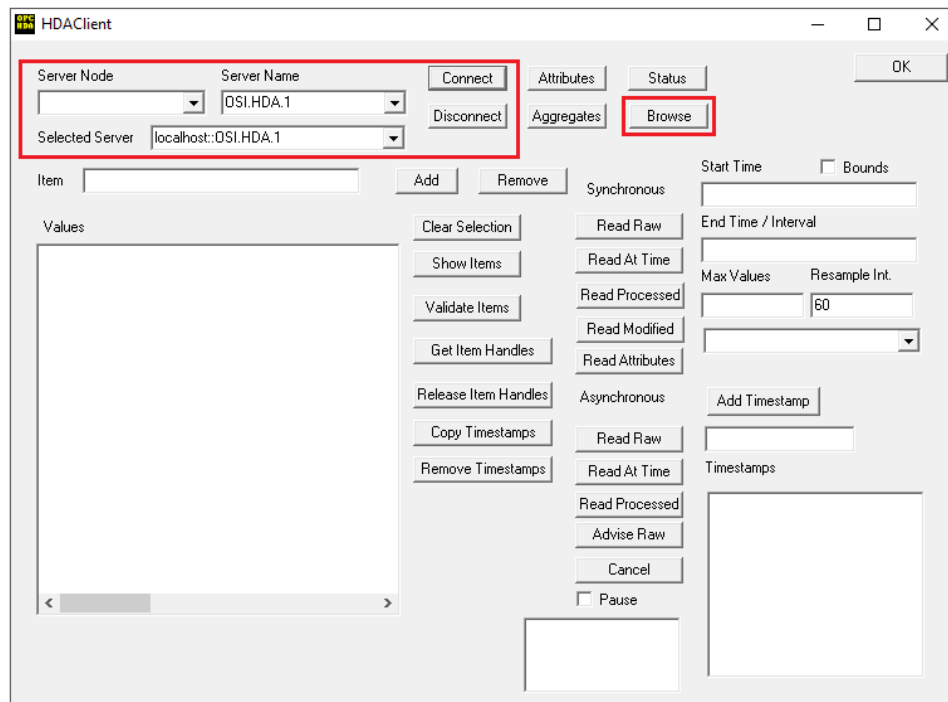 OPC HDA HDAClient
Server Node Server Name Connect Attributes Status OK
OSI.HDA.1 Disconnect Aggregates Browse
Selected Server localhost::OSI.HDA.1
Item Add Remove Synchronous Start Time Bounds
Values Clear Selection Read Raw End Time / Interval
Show Items Read At Time Max Values Resample Int.
Validate Items Read Processed 60
Get Item Handles Read Modified
Read Attributes
Release Item Handles Asynchronous Add Timestamp
Copy Timestamps Read Raw
Remove Timestamps Read At Time Timestamps
Read Processed
Advise Raw
Cancel
Pause